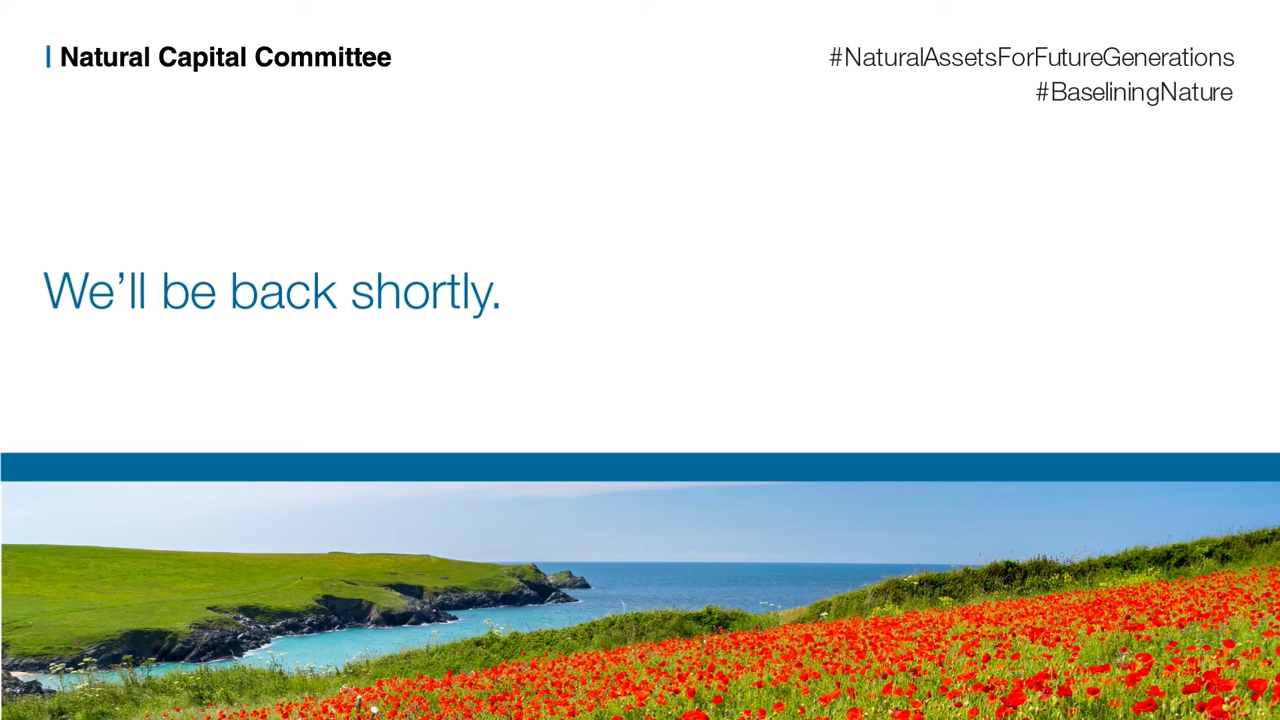 Natural Capital Committee
#NaturalAssetsForFutureGenerations
#BaseliningNature
We’ll be back shortly.